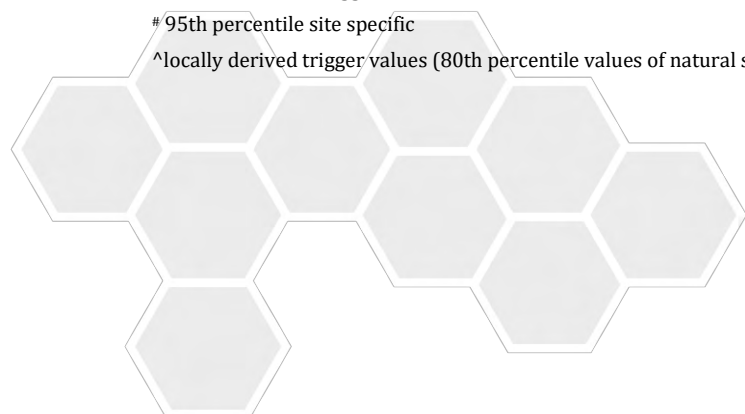 # 95th percentile site specific
^locally derived trigger values (80th percentile values of natural s